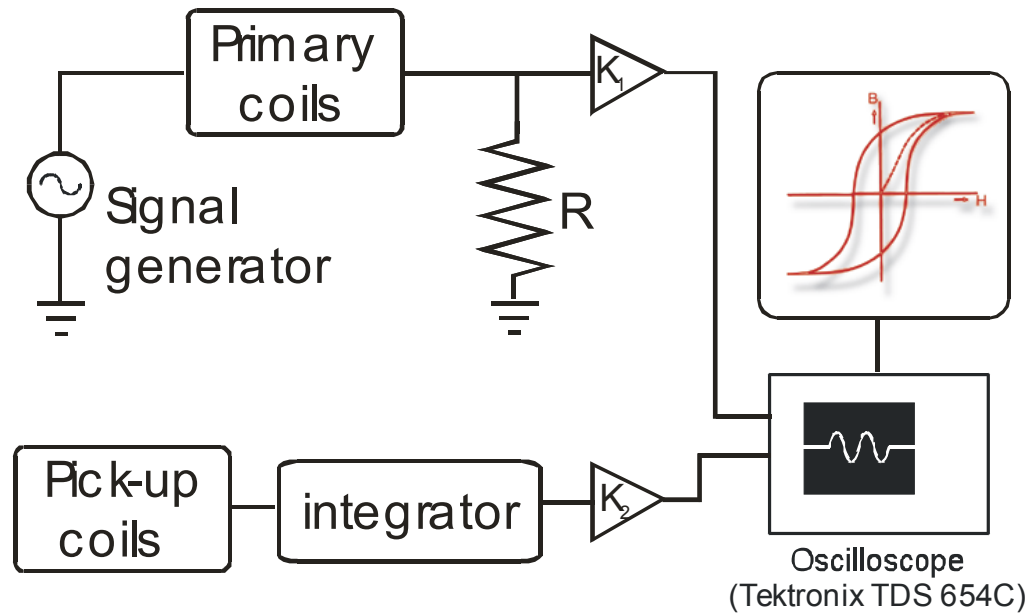 Primary
coils
K1
B
H
Signal
generator
R
Pick-up
coils
integrator
K2
Oscilloscope
(Tektronix TDS 654C)